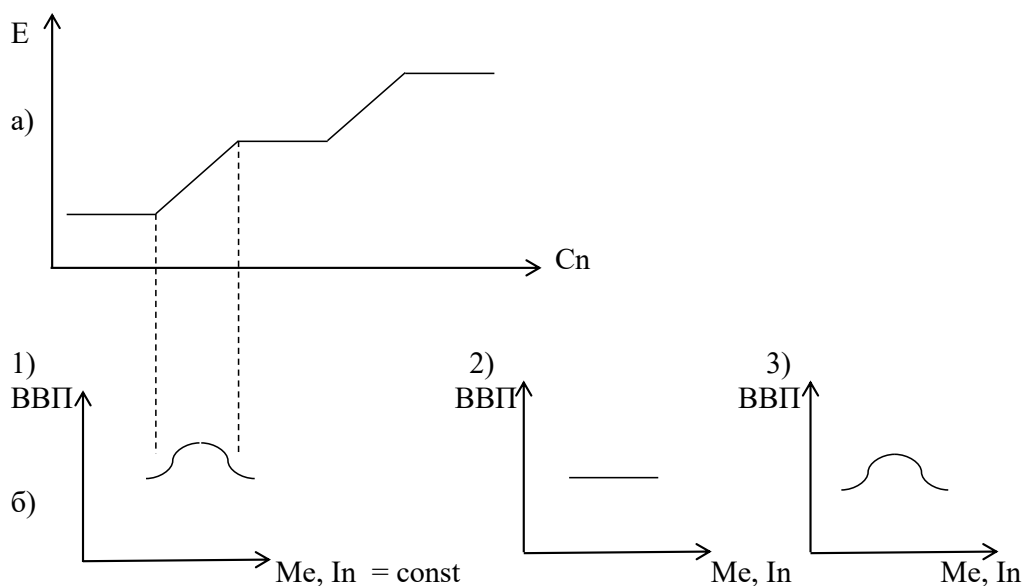 E
а)
Cn
1)
ВВП
2)
ВВП
3)
ВВП
б)
Me, In = const
Me, In
Me, In